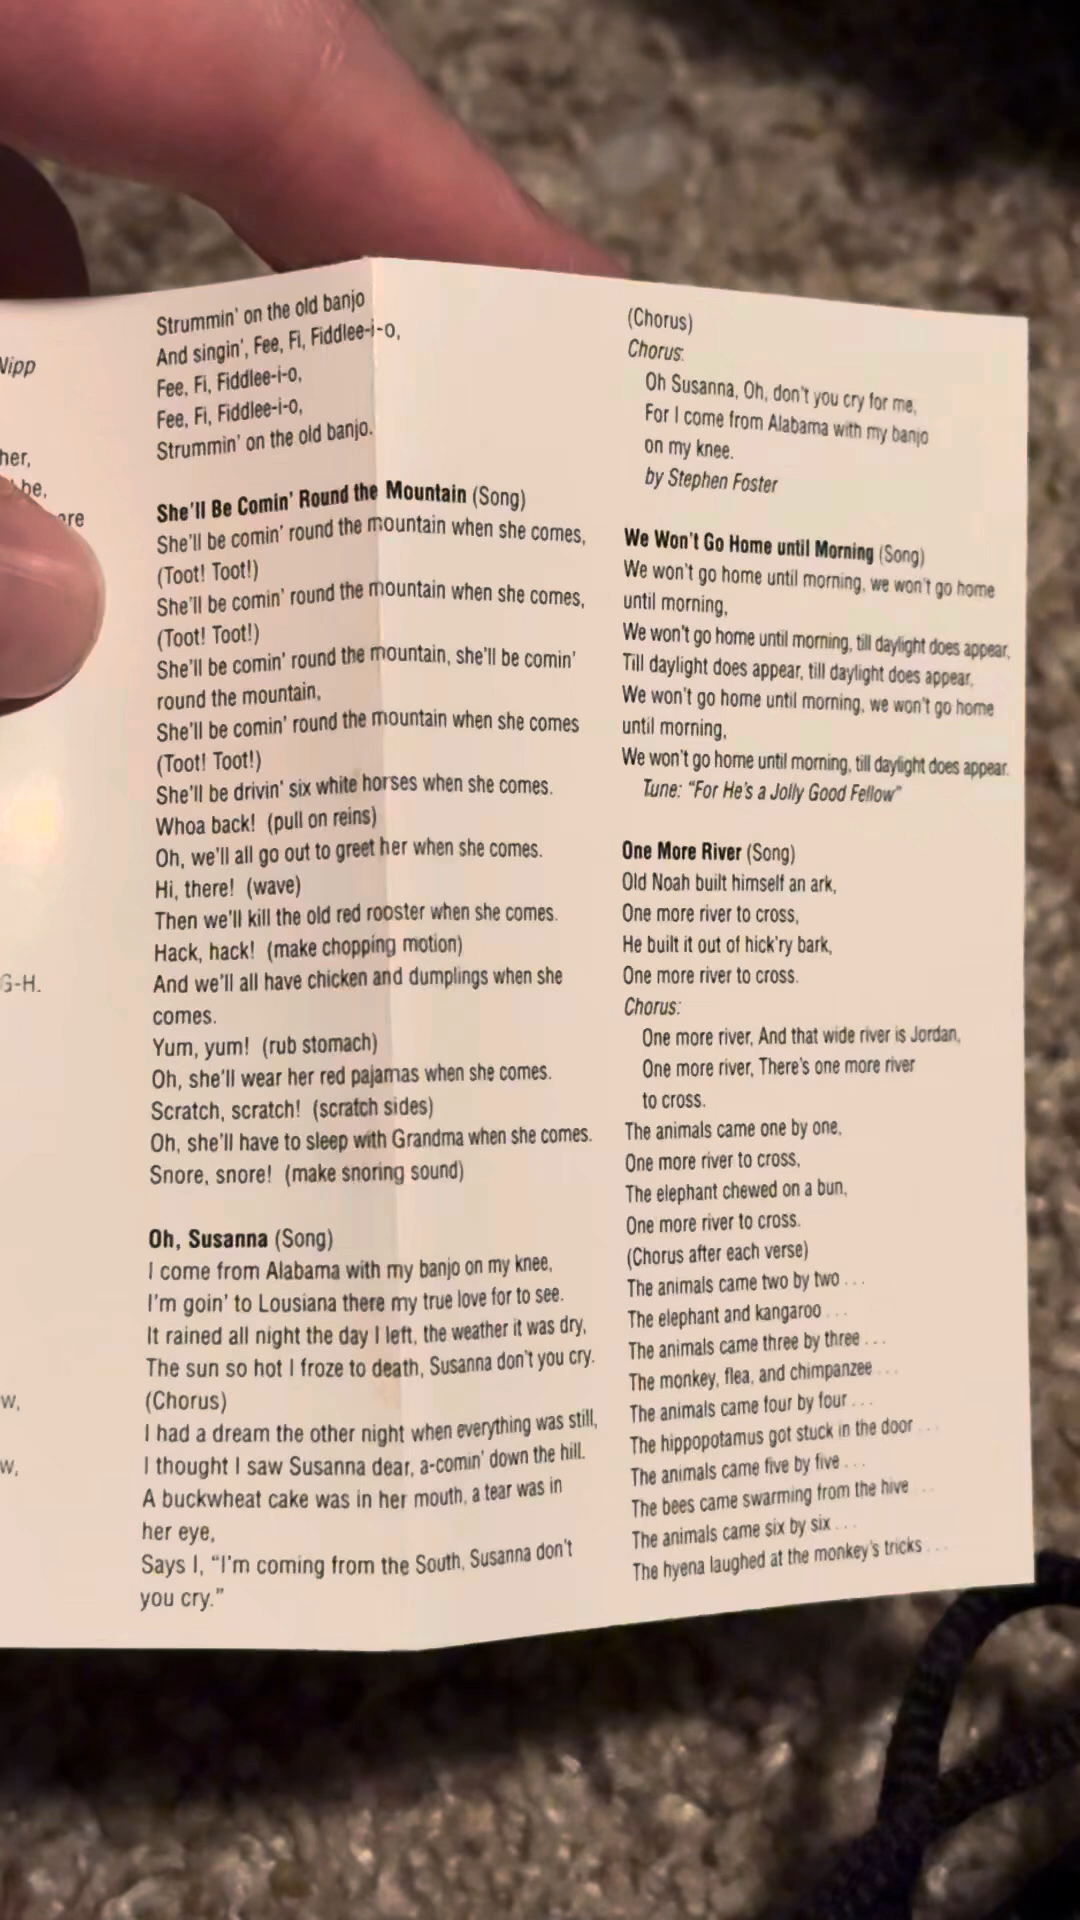 Nipp
her,
be,
ere
G-H.
w,
w,
Strummin' on the old banjo
And singin', Fee, Fi, Fiddlee-i-o,
Fee, Fi, Fiddlee-i-o,
Fee, Fi, Fiddlee-i-o,
Strummin' on the old banjo.
She'll Be Comin' Round the Mountain (Song)
She'll be comin' round the mountain when she comes,
(Toot! Toot!)
She'll be comin' round the mountain when she comes,
(Toot! Toot!)
She'll be comin' round the mountain, she'll be comin'
round the mountain,
She'll be comin' round the mountain when she comes
(Toot! Toot!)
She'll be drivin' six white horses when she comes.
Whoa back! (pull on reins)
Oh, we'll all go out to greet her when she comes.
Hi, there! (wave)
Then we'll kill the old red rooster when she comes.
Hack, hack! (make chopping motion)
And we'll all have chicken and dumplings when she
comes.
Yum, yum! (rub stomach)
Oh, she'll wear her red pajamas when she comes.
Scratch, scratch! (scratch sides)
Oh, she'll have to sleep with Grandma when she comes.
Snore, snore! (make snoring sound)
Oh, Susanna (Song)
I come from Alabama with my banjo on my knee,
I'm goin' to Lousiana there my true love for to see.
It rained all night the day I left, the weather it was dry,
The sun so hot I froze to death, Susanna don't you cry.
(Chorus)
I had a dream the other night when everything was still,
I thought I saw Susanna dear, a-comin' down the hill.
A buckwheat cake was in her mouth, a tear was in
her eye,
Says I, "I'm coming from the South, Susanna don't
you cry."
(Chorus)
Chorus:
Oh Susanna, Oh, don't you cry for me,
For I come from Alabama with my banjo
on my knee.
by Stephen Foster
We Won't Go Home until Morning (Song)
We won't go home until morning, we won't go home
until morning,
We won't go home until morning, till daylight does appear,
Till daylight does appear, till daylight does appear,
We won't go home until morning, we won't go home
until morning,
We won't go home until morning, till daylight does appear.
Tune: "For He's a Jolly Good Fellow"
One More River (Song)
Old Noah built himself an ark,
One more river to cross,
He built it out of hick'ry bark,
One more river to cross.
Chorus:
One more river, And that wide river is Jordan,
One more river, There's one more river
to cross.
The animals came one by one,
One more river to cross,
The elephant chewed on a bun,
One more river to cross.
(Chorus after each verse)
The animals came two by two . . .
The elephant and kangaroo . . .
The animals came three by three . . .
The monkey, flea, and chimpanzee . . .
The animals came four by four . . .
The hippopotamus got stuck in the door . . .
The animals came five by five . . .
The bees came swarming from the hive . . .
The animals came six by six . . .
The hyena laughed at the monkey's tricks . . .